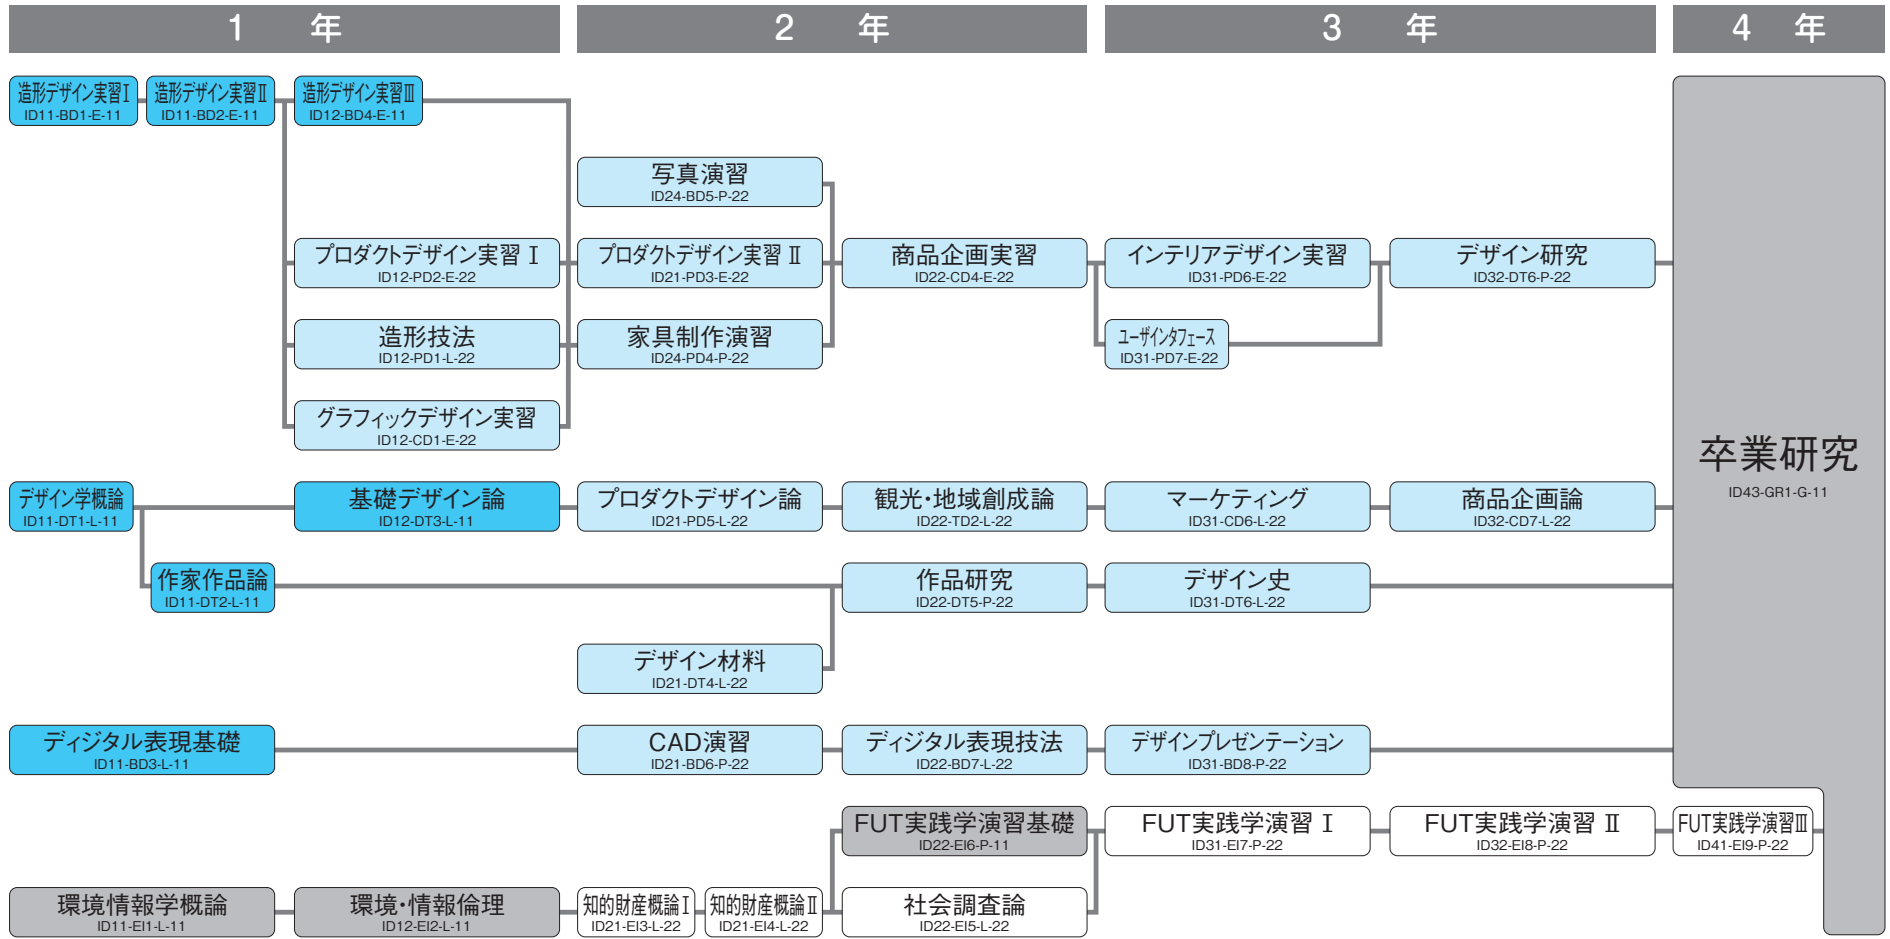 1 年
2 年
3 年
4 年
造形デザイン実習Ⅰ
ID11-BD1-E-11
造形デザイン実習Ⅱ
ID11-BD2-E-11
造形デザイン実習Ⅲ
ID12-BD4-E-11
写真演習
ID24-BD5-P-22
プロダクトデザイン実習 Ⅰ
ID12-PD2-E-22
プロダクトデザイン実習 Ⅱ
ID21-PD3-E-22
商品企画実習
ID22-CD4-E-22
インテリアデザイン実習
ID31-PD6-E-22
デザイン研究
ID32-DT6-P-22
造形技法
ID12-PD1-L-22
家具制作演習
ID24-PD4-P-22
ユーザインタフェース
ID31-PD7-E-22
グラフィックデザイン実習
ID12-CD1-E-22
卒業研究
ID43-GR1-G-11
デザイン学概論
ID11-DT1-L-11
基礎デザイン論
ID12-DT3-L-11
プロダクトデザイン論
ID21-PD5-L-22
観光・地域創成論
ID22-TD2-L-22
マーケティング
ID31-CD6-L-22
商品企画論
ID32-CD7-L-22
作家作品論
ID11-DT2-L-11
作品研究
ID22-DT5-P-22
デザイン史
ID31-DT6-L-22
デザイン材料
ID21-DT4-L-22
ディジタル表現基礎
ID11-BD3-L-11
CAD演習
ID21-BD6-P-22
ディジタル表現技法
ID22-BD7-L-22
デザインプレゼンテーション
ID31-BD8-P-22
FUT実践学演習基礎
ID22-EI6-P-11
FUT実践学演習 Ⅰ
ID31-EI7-P-22
FUT実践学演習 Ⅱ
ID32-EI8-P-22
FUT実践学演習Ⅲ
ID41-EI9-P-22
環境情報学概論
ID11-EI1-L-11
環境・情報倫理
ID12-EI2-L-11
知的財産概論Ⅰ
ID21-EI3-L-22
知的財産概論Ⅱ
ID21-EI4-L-22
社会調査論
ID22-EI5-L-22